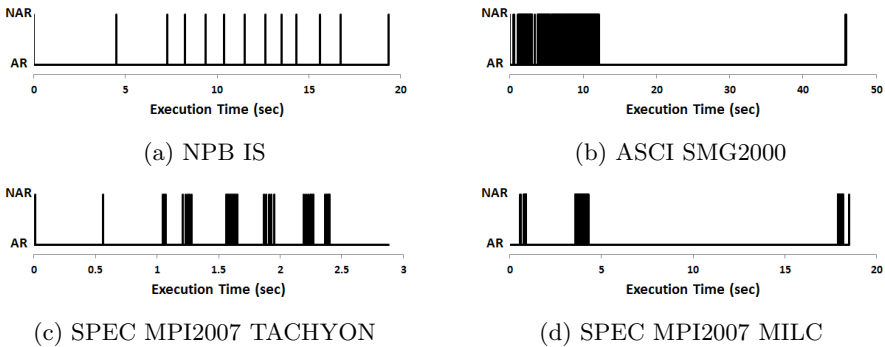 NAR
AR
0 5 10 15 20
Execution Time (sec)
(a) NPB IS
NAR
AR
0 10 20 30 40 50
Execution Time (sec)
(b) ASCI SMG2000
NAR
AR
0 0.5 1 1.5 2 2.5 3
Execution Time (sec)
(c) SPEC MPI2007 TACHYON
NAR
AR
0 5 10 15 20
Execution Time (sec)
(d) SPEC MPI2007 MILC